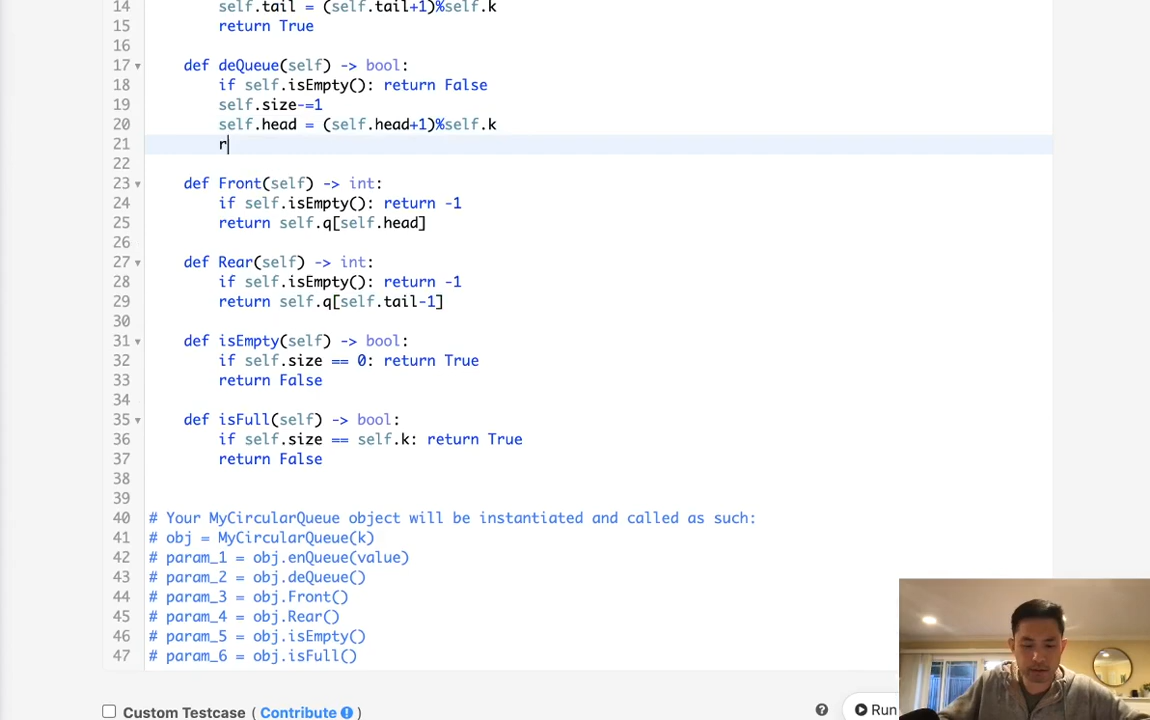 14 self.tail = (self.tail+1)%self.k
15 return True
16
17 def deQueue(self) -> bool:
18 if self.isEmpty(): return False
19 self.size-=1
20 self.head = (self.head+1)%self.k
21 r
22
23 def Front(self) -> int:
24 if self.isEmpty(): return -1
25 return self.q[self.head]
26
27 def Rear(self) -> int:
28 if self.isEmpty(): return -1
29 return self.q[self.tail-1]
30
31 def isEmpty(self) -> bool:
32 if self.size == 0: return True
33 return False
34
35 def isFull(self) -> bool:
36 if self.size == self.k: return True
37 return False
38
39
40 # Your MyCircularQueue object will be instantiated and called as such:
41 # obj = MyCircularQueue(k)
42 # param_1 = obj.enQueue(value)
43 # param_2 = obj.deQueue()
44 # param_3 = obj.Front()
45 # param_4 = obj.Rear()
46 # param_5 = obj.isEmpty()
47 # param_6 = obj.isFull()
Custom Testcase ( Contribute ) ? Run